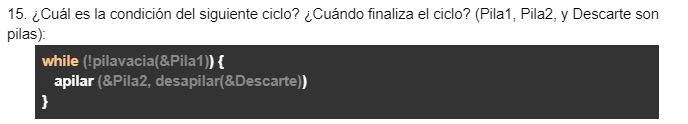 15. ¿Cuál es la condición del siguiente ciclo? ¿Cuándo finaliza el ciclo? (Pila1, Pila2, y Descarte son
pilas):
while (!pilavacia(&Pila1)) {
apilar (&Pila2, desapilar(&Descarte))
}